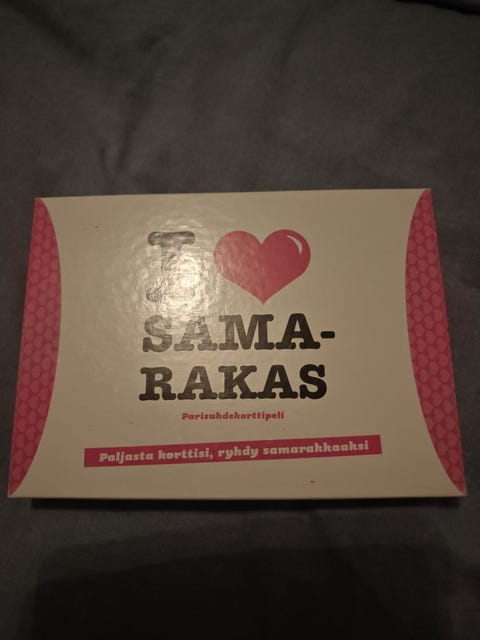 I ❤
SAMA-
RAKAS
Parisuhdekorttipeli
Paljasta korttisi, ryhdy samarakkaaksi